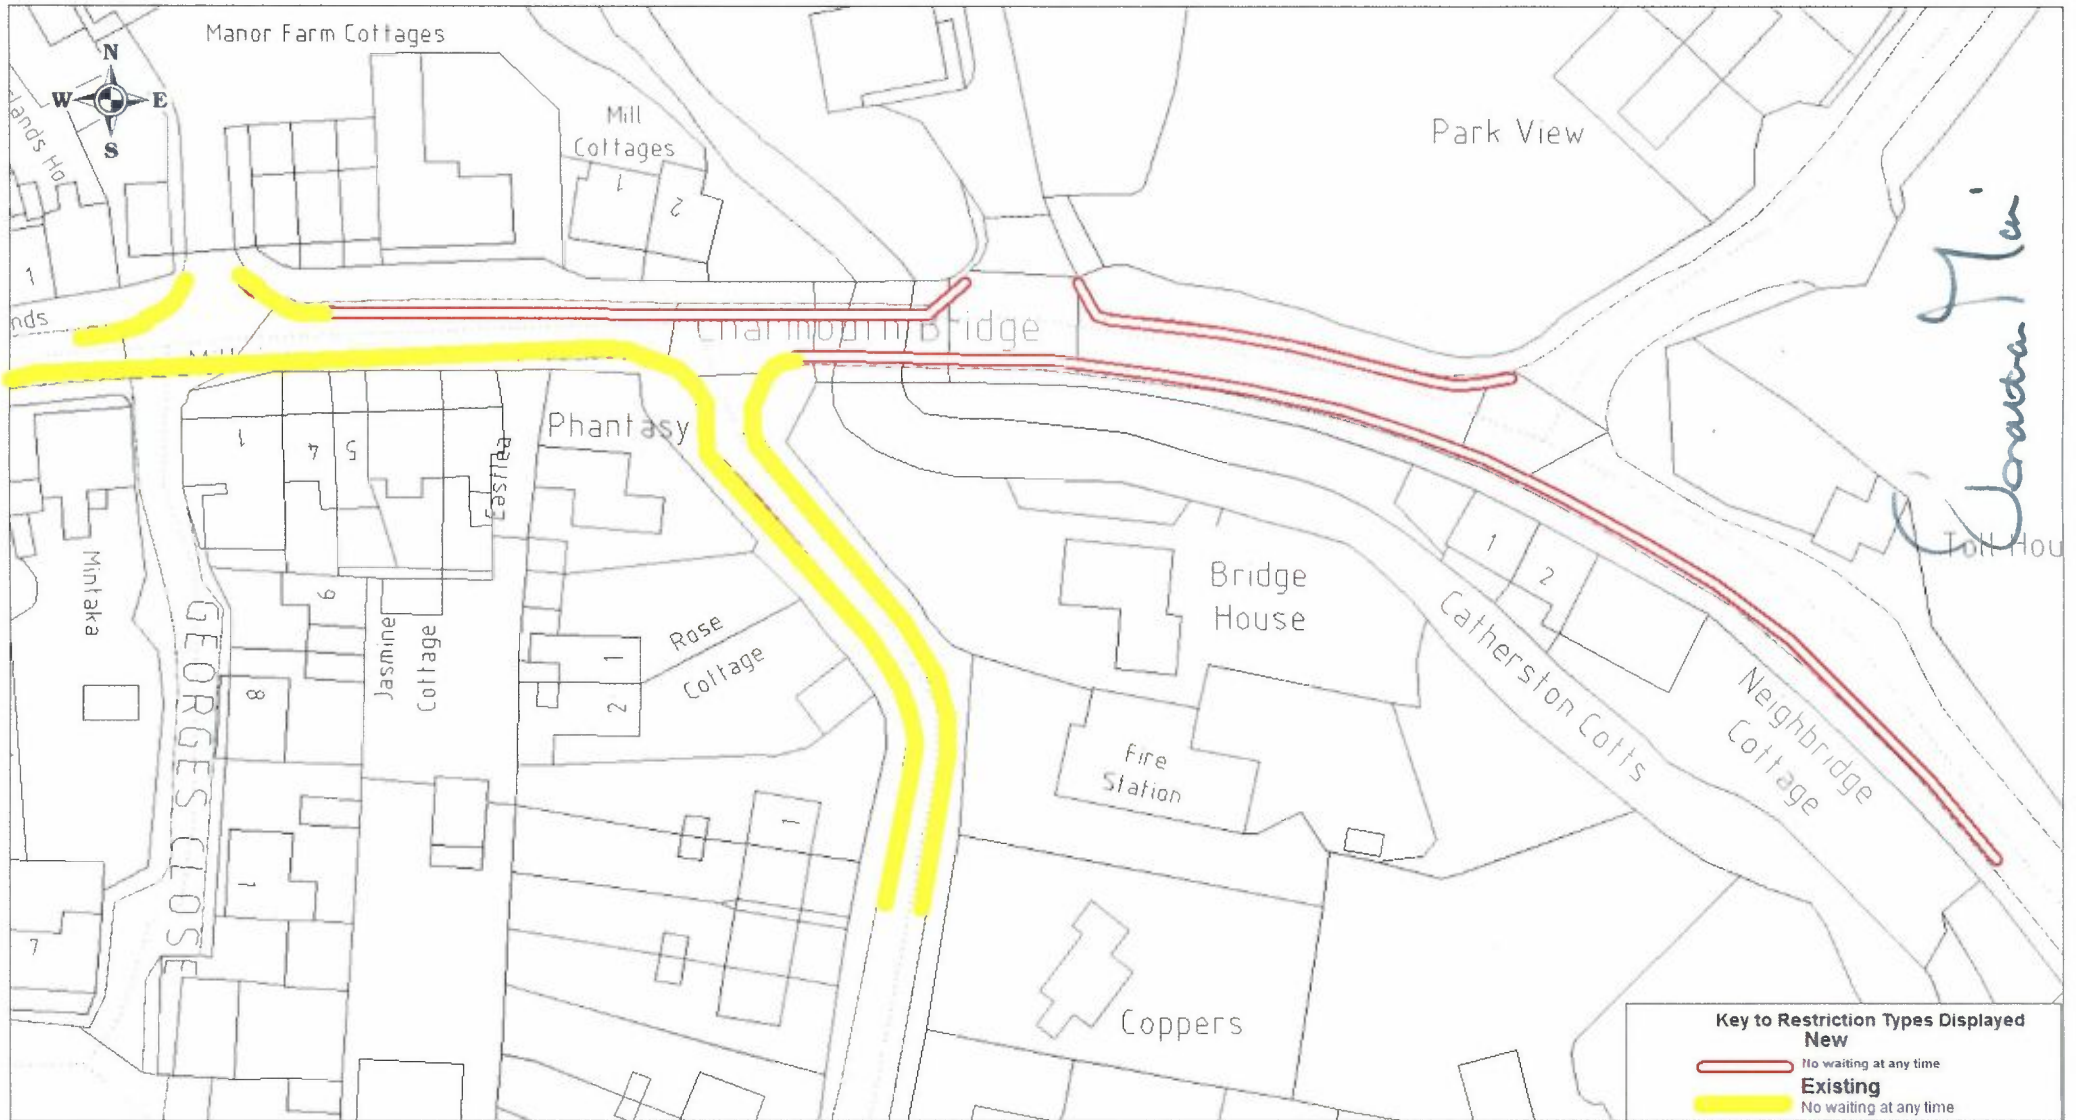 Manor Farm Cottages
N
W E
S
Mill
Cottages
1
2
Park View
1
Charmouth Bridge
Phantasy
1
4
5
Mintaka
GEORGES CLOSE
6
Jasmine
Cottage
8
Rose
Cottage
1
2
Bridge
House
1
2
Catherston Cotts
Neighbridge
Cottage
Fire
Station
1
1
7
Coppers
Key to Restriction Types Displayed
New
No waiting at any time
Existing
No waiting at any time